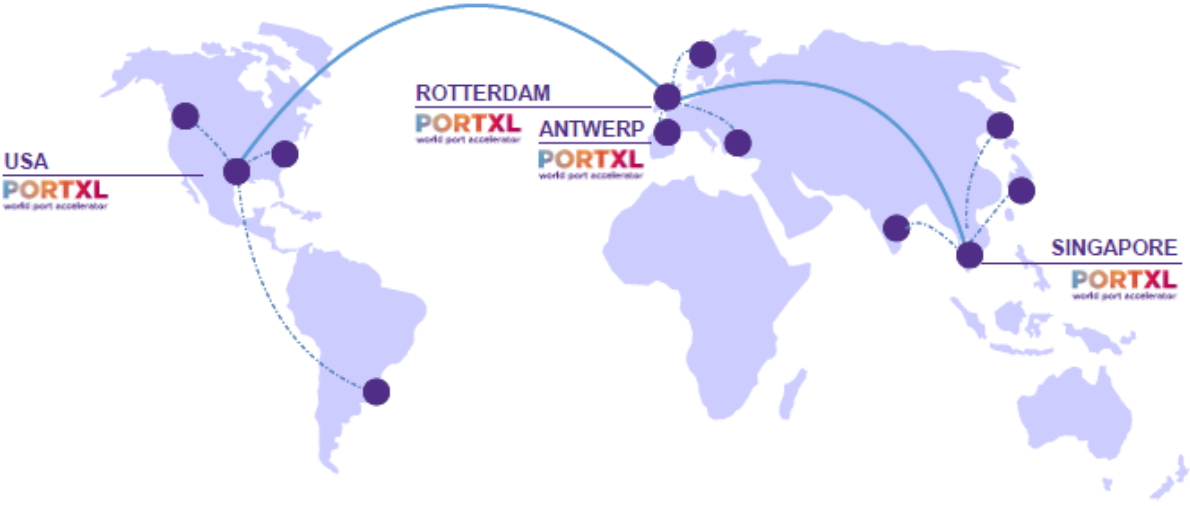 ROTTERDAM
PORTXL
world port accelerator
ANTWERP
PORTXL
world port accelerator
USA
PORTXL
world port accelerator
SINGAPORE
PORTXL
world port accelerator